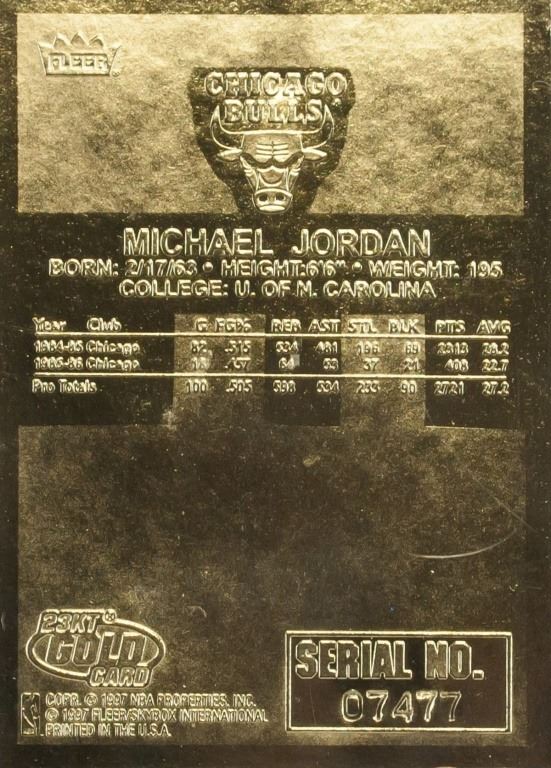 FLEER®
CHICAGO
BULLS
MICHAEL JORDAN
BORN: 2/17/63 • HEIGHT:6'6" • WEIGHT: 195
COLLEGE: U. OF N. CAROLINA
Year Club G FG% REB AST STL BLK PTS AVG
1984-85 Chicago 82 .515 534 481 196 69 2313 28.2
1985-86 Chicago 18 .457 64 53 37 21 408 22.7
Pro Totals 100 .505 598 534 233 90 2721 27.2
23KT®
GOLD
CARD
COPR. © 1997 NBA PROPERTIES, INC.
© 1997 FLEER/SKYBOX INTERNATIONAL
PRINTED IN THE U.S.A.
SERIAL NO.
07477